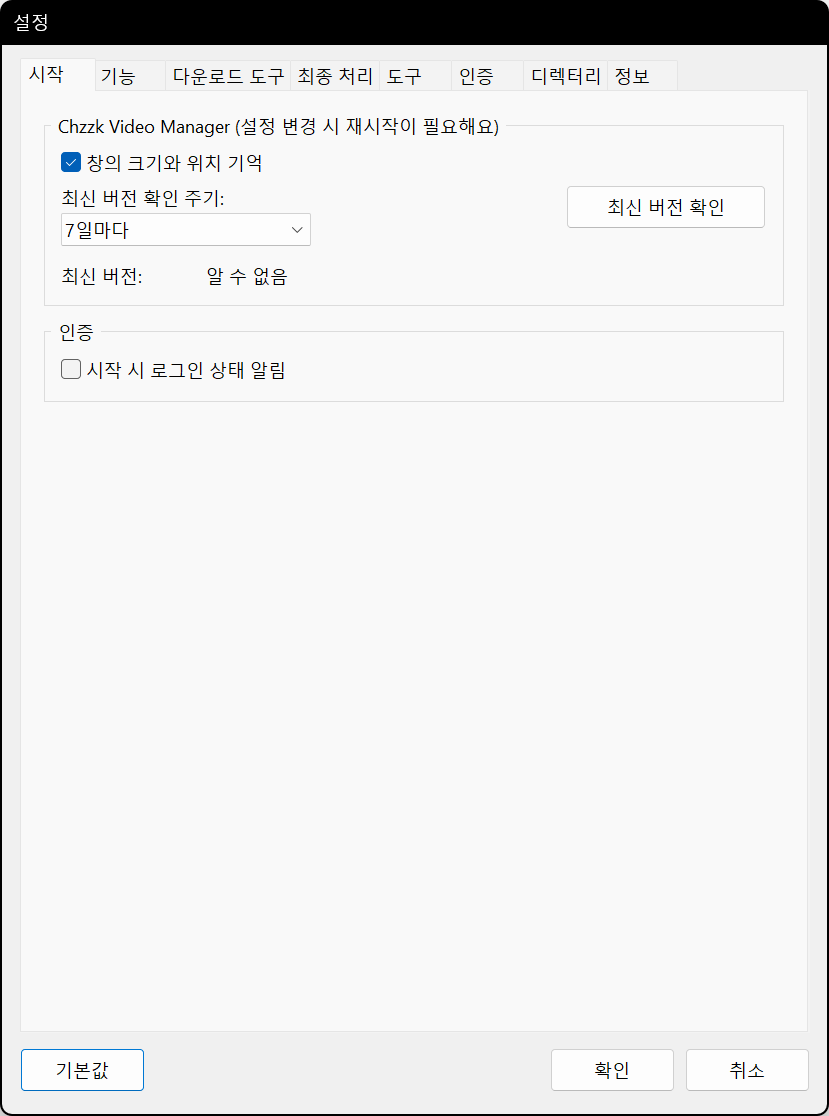 설정
시작 기능 다운로드 도구 최종 처리 도구 인증 디렉터리 정보
Chzzk Video Manager (설정 변경 시 재시작이 필요해요)
창의 크기와 위치 기억
최신 버전 확인 주기:
최신 버전 확인
7일마다
최신 버전: 알 수 없음
인증
시작 시 로그인 상태 알림
기본값 확인 취소